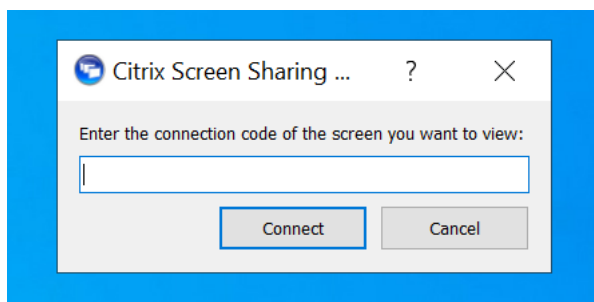 Citrix Screen Sharing ...
Enter the connection code of the screen you want to view:
Connect Cancel